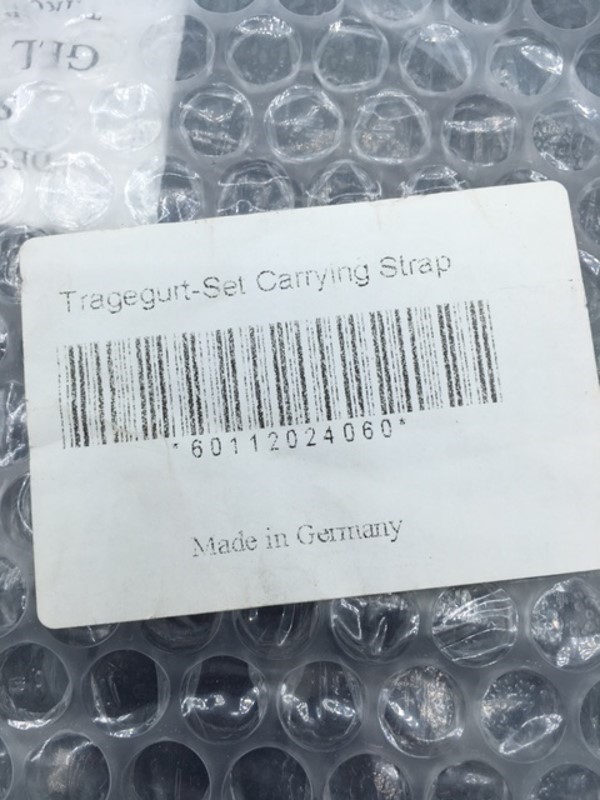 Tragegurt-Set Carrying Strap
*60112024060*
Made in Germany